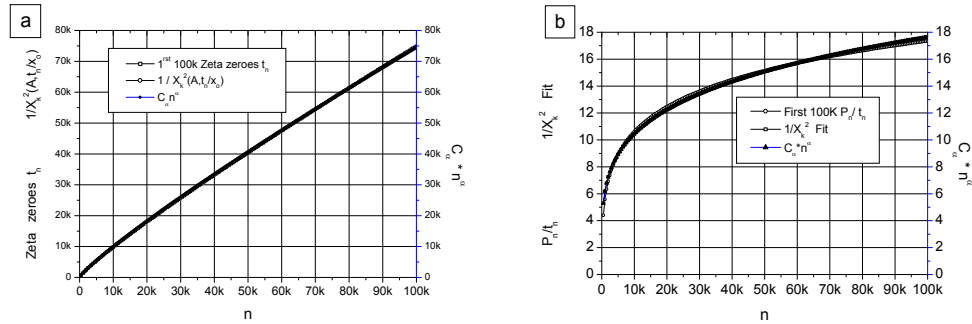 a
1/X_k^2(A,t_n/x_o)
Zeta zeroes t_n
80k
70k
60k
50k
40k
30k
20k
10k
0
1^rst 100k Zeta zeroes t_n
1 / X_k^2(A,t_n/x_o)
C_α n^α
80k
70k
60k
50k
40k
30k
20k
10k
0
C_α * n^α
0 10k 20k 30k 40k 50k 60k 70k 80k 90k 100k
n
b
1/X_k^2 Fit
P_n/t_n
18
16
14
12
10
8
6
4
2
0
First 100K P_n/ t_n
1/X_k^2 Fit
C_α*n^α
18
16
14
12
10
8
6
4
2
0
C_α * n^α
0 10k 20k 30k 40k 50k 60k 70k 80k 90k 100k
n